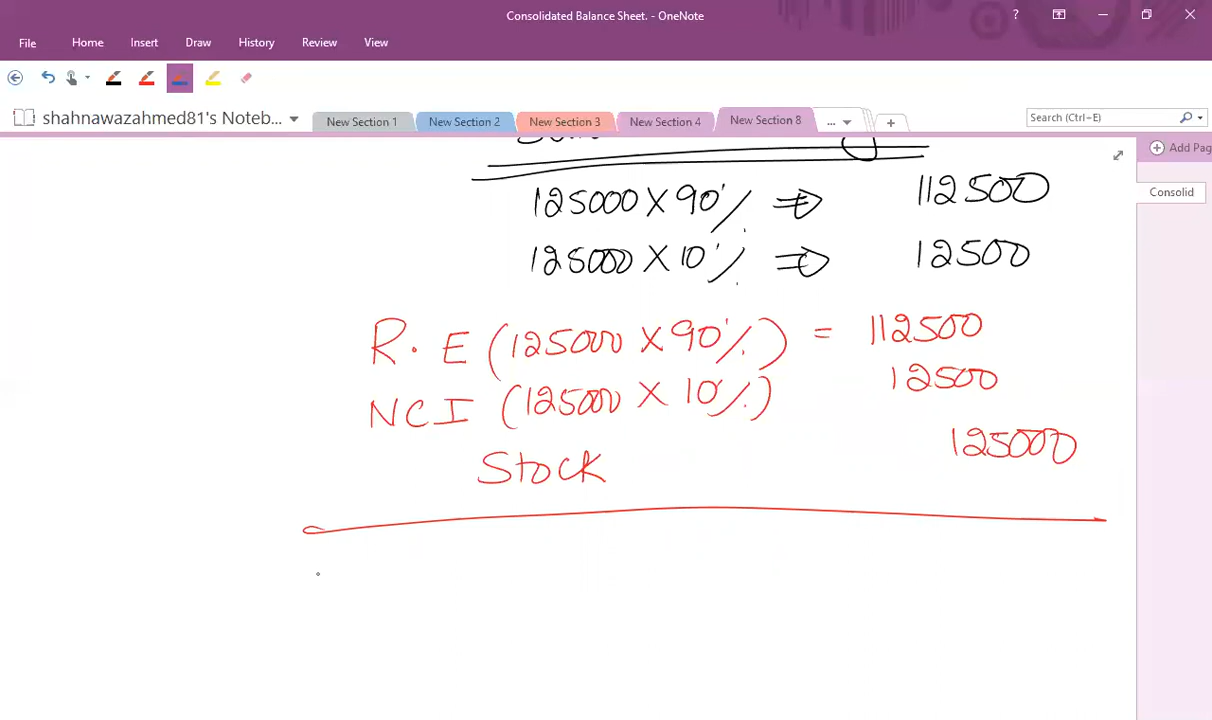 Consolidated Balance Sheet. - OneNote
?
File Home Insert Draw History Review View
shahnawazahmed81's Noteb... New Section 1 New Section 2 New Section 3 New Section 4 New Section 8 ... + Search (Ctrl+E)
Add Pag
Consolid
125000 X 90% ⇒ 112500
125000 X 10% ⇒ 12500
R. E (125000 X 90%) = 112500
NCI (125000 X 10%) 12500
Stock 125000